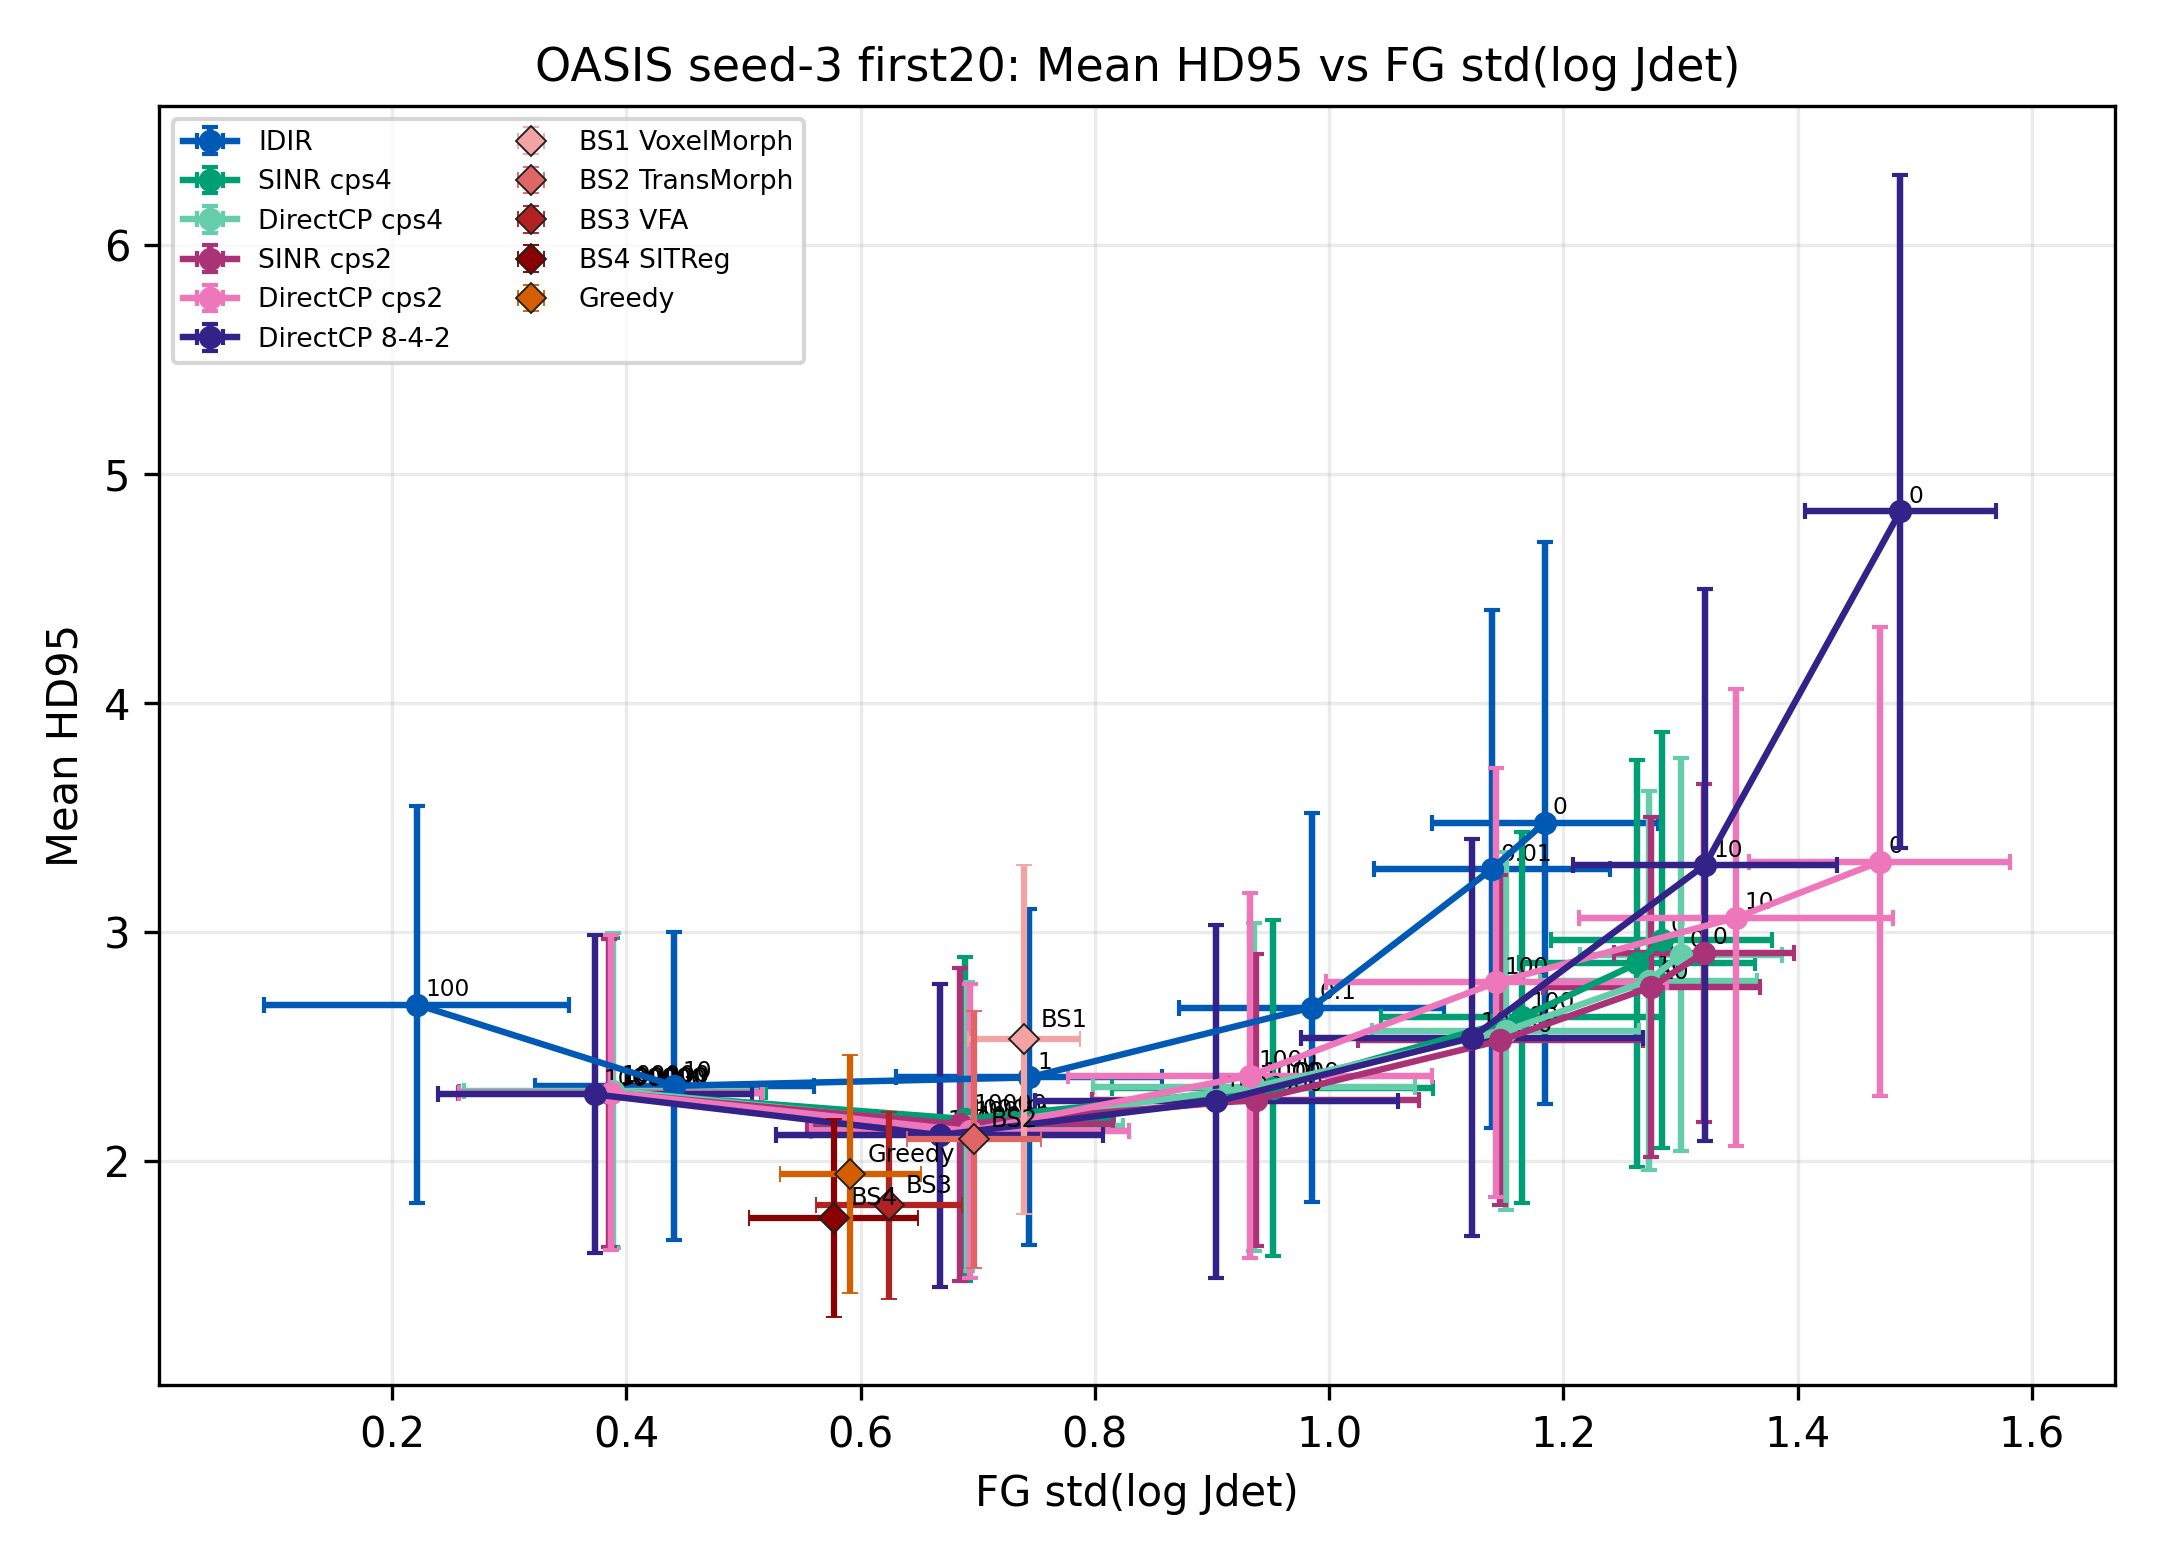 OASIS seed-3 first20: Mean HD95 vs FG std(log Jdet)
IDIR
SINR cps4
DirectCP cps4
SINR cps2
DirectCP cps2
DirectCP 8-4-2
BS1 VoxelMorph
BS2 TransMorph
BS3 VFA
BS4 SITReg
Greedy
Mean HD95
6
5
4
3
2
0
0
0.01
10
0
10
0
100
0.1
100
BS1
1
10
1000
BS2
Greedy
BS3
BS4
0.2
0.4
0.6
0.8
1.0
1.2
1.4
1.6
FG std(log Jdet)